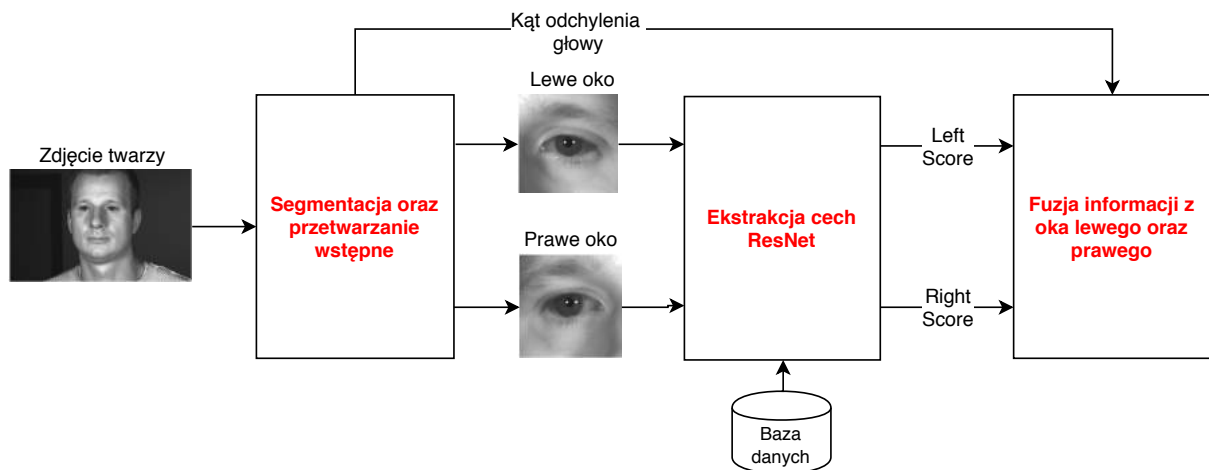 Kąt odchylenia
głowy
Lewe oko
Zdjęcie twarzy
Segmentacja oraz
przetwarzanie
wstępne
Prawe oko
Ekstrakcja cech
ResNet
Left
Score
Right
Score
Fuzja informacji z
oka lewego oraz
prawego
Baza
danych